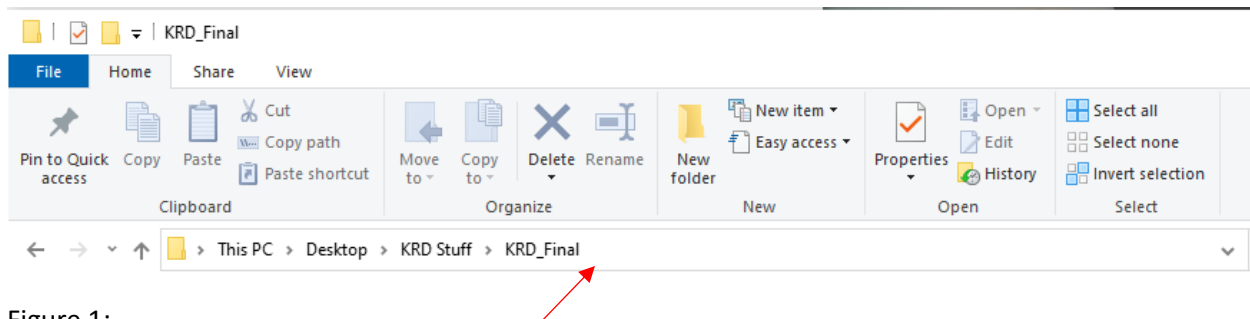 KRD_Final
File Home Share View
Pin to Quick access
Copy
Paste
Cut
Copy path
Paste shortcut
Clipboard
Move to
Copy to
Delete
Rename
Organize
New folder
New item
Easy access
New
Properties
Open
Edit
History
Open
Select all
Select none
Invert selection
Select
This PC > Desktop > KRD Stuff > KRD_Final
Figure 1: